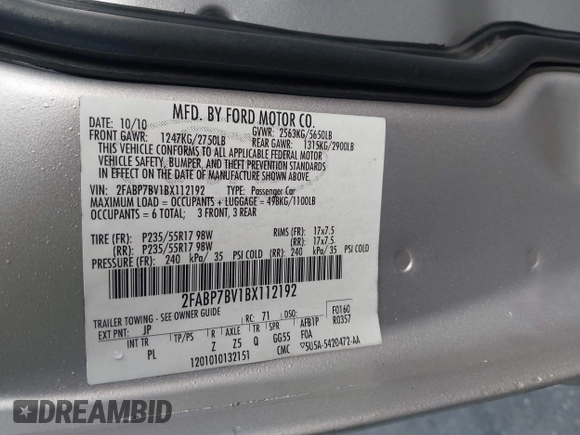 MFD. BY FORD MOTOR CO.
DATE: 10/10 GVWR: 2563KG/5650LB
FRONT GAWR: 1247KG/2750LB REAR GAWR: 1315KG/2900LB
THIS VEHICLE CONFORMS TO ALL APPLICABLE FEDERAL MOTOR
VEHICLE SAFETY, BUMPER, AND THEFT PREVENTION STANDARDS
IN EFFECT ON THE DATE OF MANUFACTURE SHOWN ABOVE.
VIN: 2FABP7BV1BX112192 TYPE: Passenger Car
MAXIMUM LOAD = OCCUPANTS + LUGGAGE = 498KG/1100LB
OCCUPANTS = 6 TOTAL; 3 FRONT, 3 REAR
TIRE (FR): P235/55R17 98W RIMS (FR): 17x7.5
(RR): P235/55R17 98W (RR): 17x7.5
PRESSURE (FR): 240 kPa/ 35 PSI COLD (RR): 240 kPa/ 35 PSI COLD
2FABP7BV1BX112192
TRAILER TOWING - SEE OWNER GUIDE
EXT PNT: JP RC: 71 DSO: F0160
INT TR TP/PS R AXLE TR SPR AFB1P R0357
PL Z Z5 Q GG55 FOA
1201010132151 CMC 5U5A-5420472-AA
DREAMBID